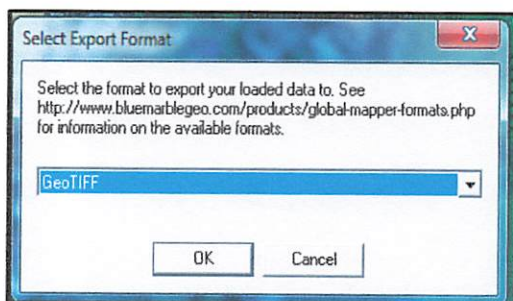 Select Export Format
X
Select the format to export your loaded data to. See
http://www.bluemarblegeo.com/products/global-mapper-formats.php
for information on the available formats.
GeoTIFF
OK
Cancel